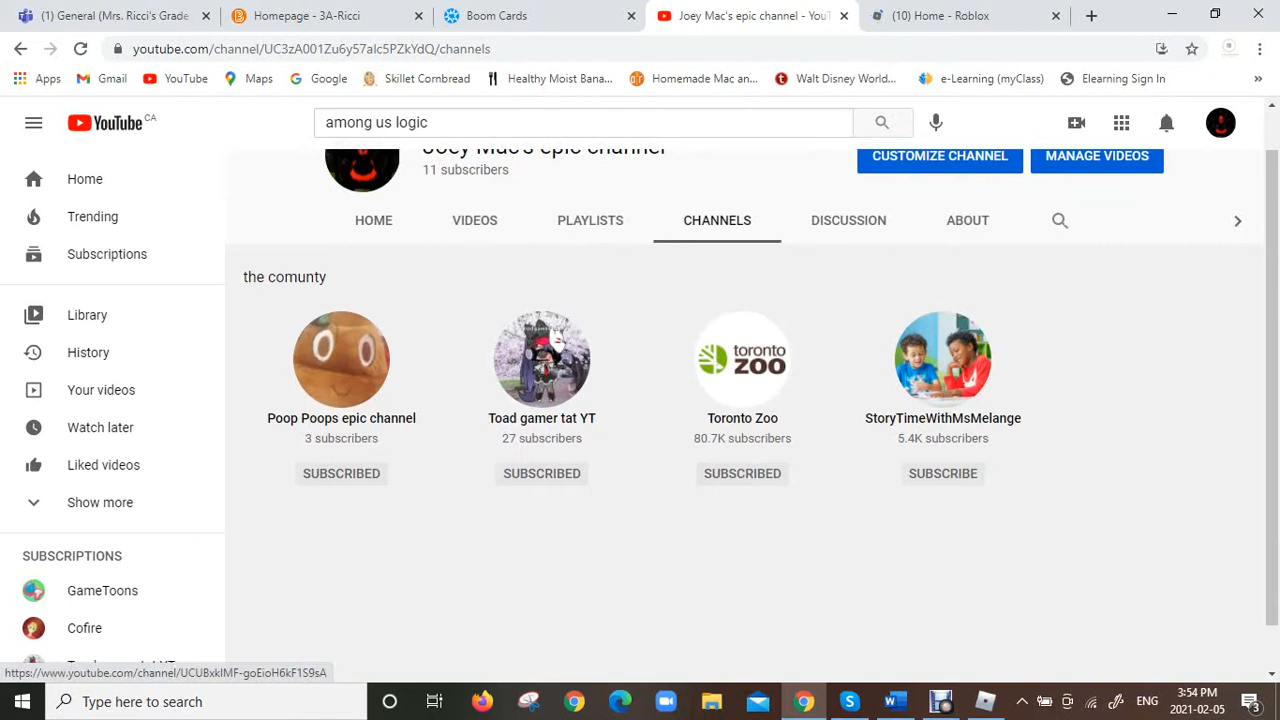 (1) General (Mrs. Ricci's Grade
Homepage - 3A-Ricci
Boom Cards
Joey Mac's epic channel - YouT
(10) Home - Roblox
youtube.com/channel/UC3zA001Zu6y57alc5PZkYdQ/channels
Apps
Gmail
YouTube
Maps
Google
Skillet Cornbread
Healthy Moist Bana...
Homemade Mac an...
Walt Disney World...
e-Learning (myClass)
Elearning Sign In
»
YouTube CA
among us logic
Joey Mac's epic channel
11 subscribers
CUSTOMIZE CHANNEL
MANAGE VIDEOS
HOME
VIDEOS
PLAYLISTS
CHANNELS
DISCUSSION
ABOUT
Home
Trending
Subscriptions
Library
History
Your videos
Watch later
Liked videos
Show more
SUBSCRIPTIONS
GameToons
Cofire
the comunty
toronto
ZOO
Poop Poops epic channel
3 subscribers
SUBSCRIBED
Toad gamer tat YT
27 subscribers
SUBSCRIBED
Toronto Zoo
80.7K subscribers
SUBSCRIBED
StoryTimeWithMsMelange
5.4K subscribers
SUBSCRIBE
https://www.youtube.com/channel/UCUBxkIMF-goEioH6kF1S9sA
Type here to search
ENG
3:54 PM
2021-02-05
3